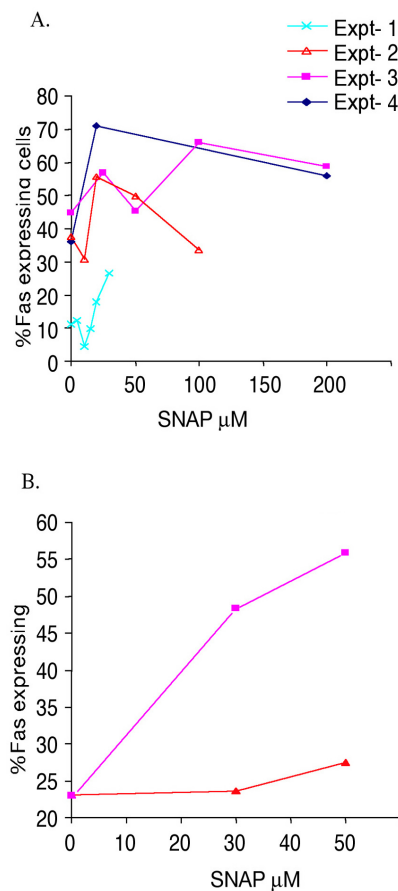 A.
Expt- 1
Expt- 2
Expt- 3
Expt- 4
%Fas expressing cells
80
70
60
50
40
30
20
10
0
0 50 100 150 200
SNAP μM
B.
%Fas expressing
60
55
50
45
40
35
30
25
20
0 10 20 30 40 50
SNAP μM